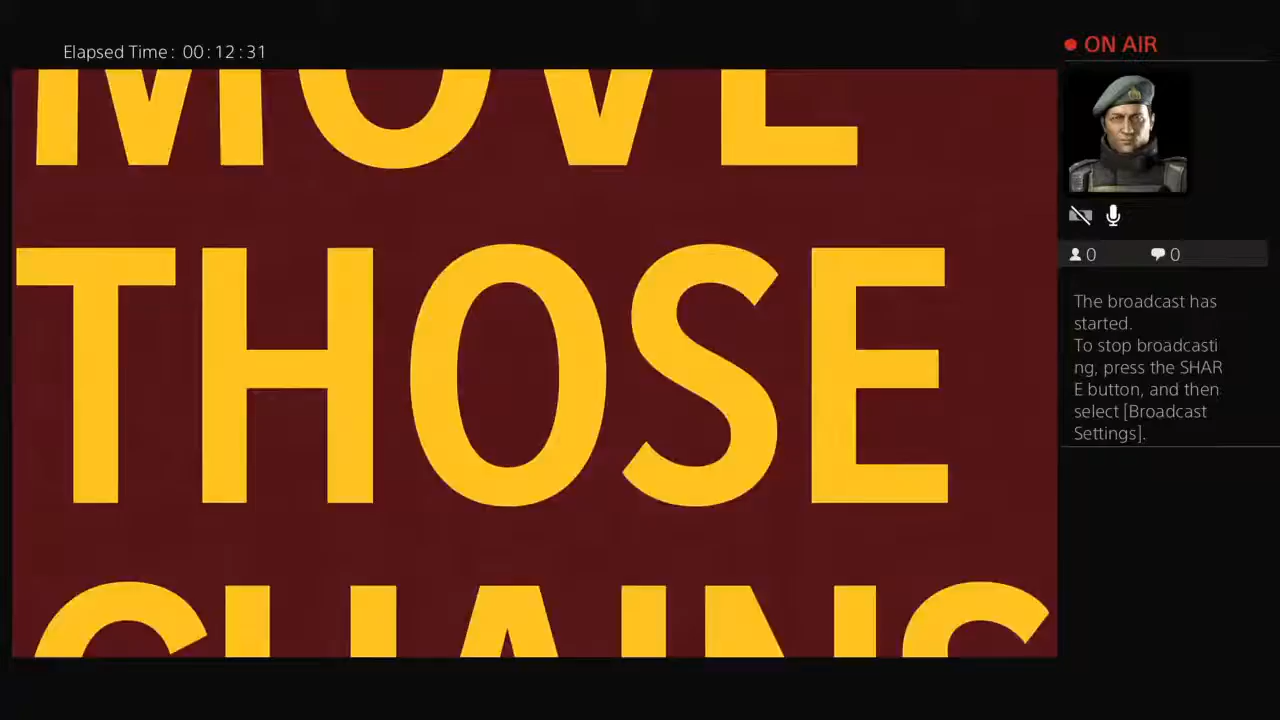 Elapsed Time: 00:12:31
ON AIR
MOVE
THOSE
CHAINS
0 0
The broadcast has
started.
To stop broadcasti
ng, press the SHAR
E button, and then
select [Broadcast
Settings].